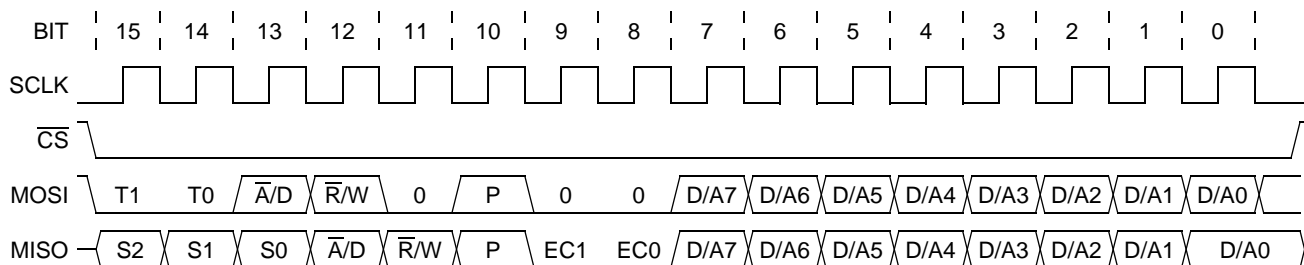 BIT 15 14 13 12 11 10 9 8 7 6 5 4 3 2 1 0
SCLK
C̅S̅
MOSI T1 T0 A̅/D R̅/W 0 P 0 0 D/A7 D/A6 D/A5 D/A4 D/A3 D/A2 D/A1 D/A0
MISO S2 S1 S0 A̅/D R̅/W P EC1 EC0 D/A7 D/A6 D/A5 D/A4 D/A3 D/A2 D/A1 D/A0